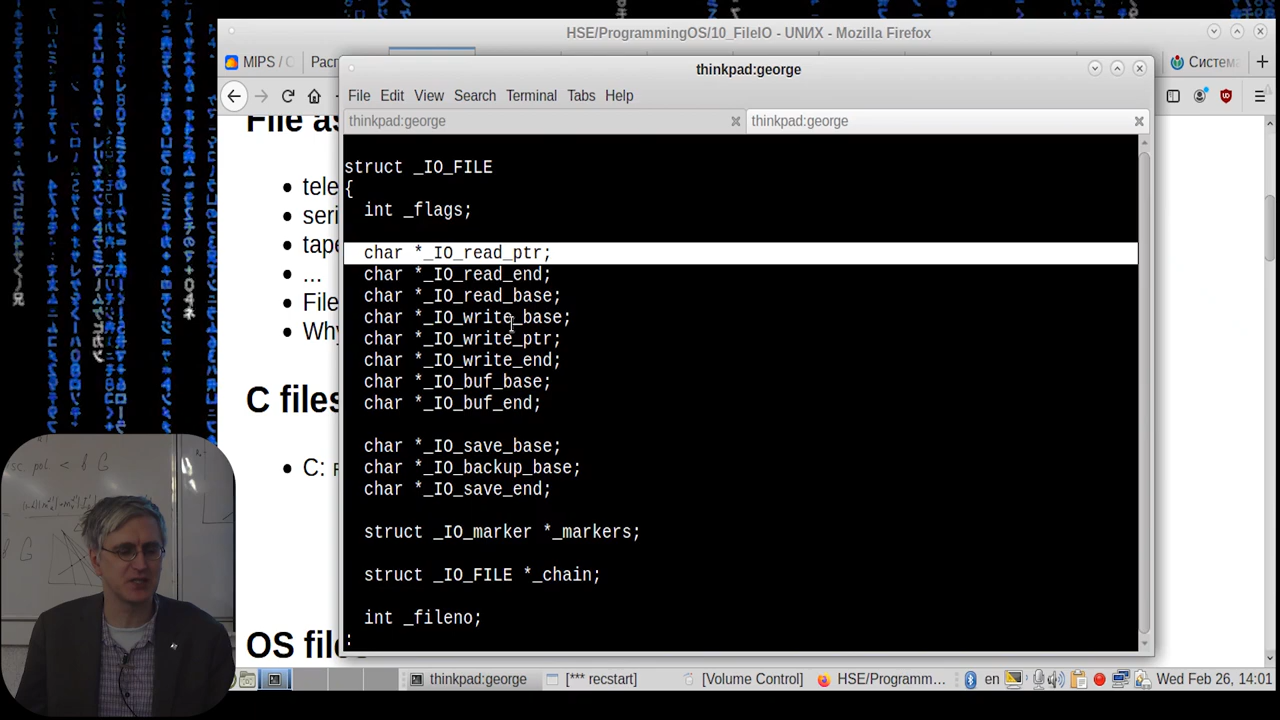 HSE/ProgrammingOS/10_FileIO - UNИX - Mozilla Firefox
MIPS /
Расп
Систем
thinkpad:george
File Edit View Search Terminal Tabs Help
thinkpad:george
thinkpad:george
File as
tele
seri
tape
...
File
Why
C files
C:
OS file
struct _IO_FILE
{
int _flags;
char *_IO_read_ptr;
char *_IO_read_end;
char *_IO_read_base;
char *_IO_write_base;
char *_IO_write_ptr;
char *_IO_write_end;
char *_IO_buf_base;
char *_IO_buf_end;
char *_IO_save_base;
char *_IO_backup_base;
char *_IO_save_end;
struct _IO_marker *_markers;
struct _IO_FILE *_chain;
int _fileno;
:
thinkpad:george
[*** recstart]
[Volume Control]
HSE/Programm...
en
Wed Feb 26, 14:01